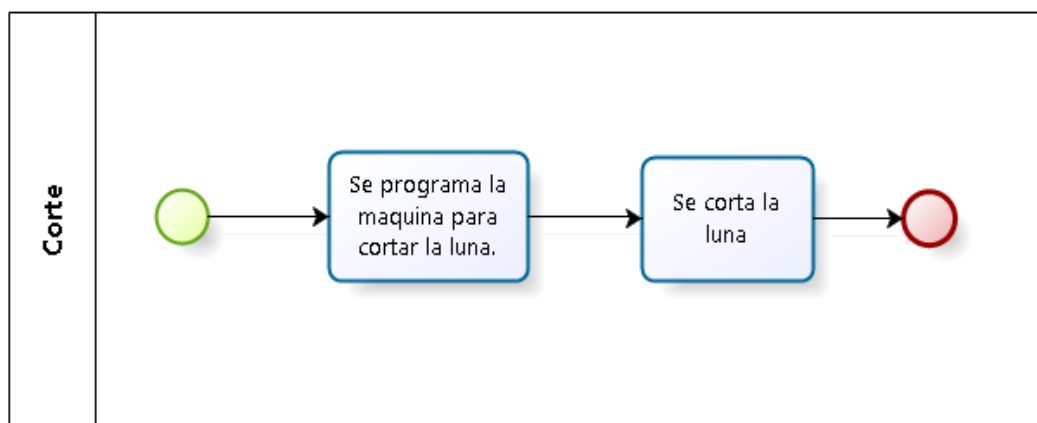 Corte
Se programa la
maquina para
cortar la luna.
Se corta la
luna